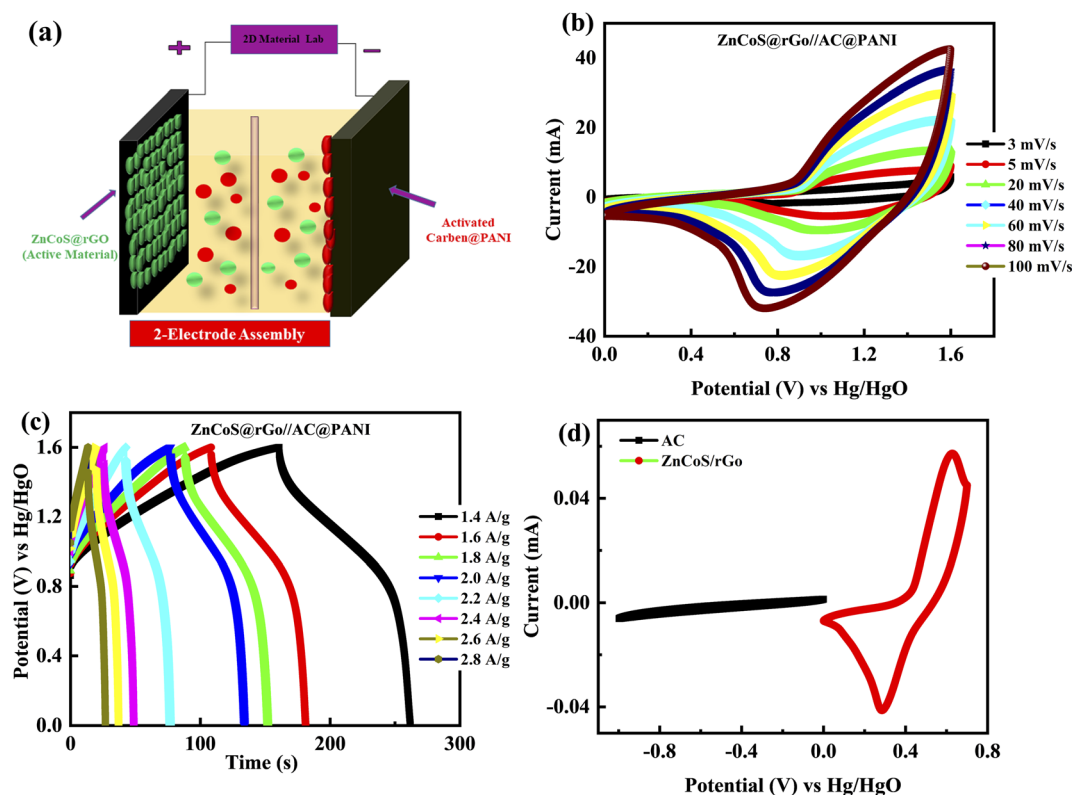 (a)
2D Material Lab
+
−
ZnCoS@rGO
(Active Material)
Activated
Carben@PANI
2-Electrode Assembly
(b)
ZnCoS@rGo//AC@PANI
Current (mA)
40
20
0
-20
-40
0.0 0.4 0.8 1.2 1.6
Potential (V) vs Hg/HgO
3 mV/s
5 mV/s
20 mV/s
40 mV/s
60 mV/s
80 mV/s
100 mV/s
(c)
ZnCoS@rGo//AC@PANI
Potential (V) vs Hg/HgO
1.6
1.2
0.8
0.4
0.0
0 100 200 300
Time (s)
1.4 A/g
1.6 A/g
1.8 A/g
2.0 A/g
2.2 A/g
2.4 A/g
2.6 A/g
2.8 A/g
(d)
AC
ZnCoS/rGo
Current (mA)
0.04
0.00
-0.04
-0.8 -0.4 0.0 0.4 0.8
Potential (V) vs Hg/HgO